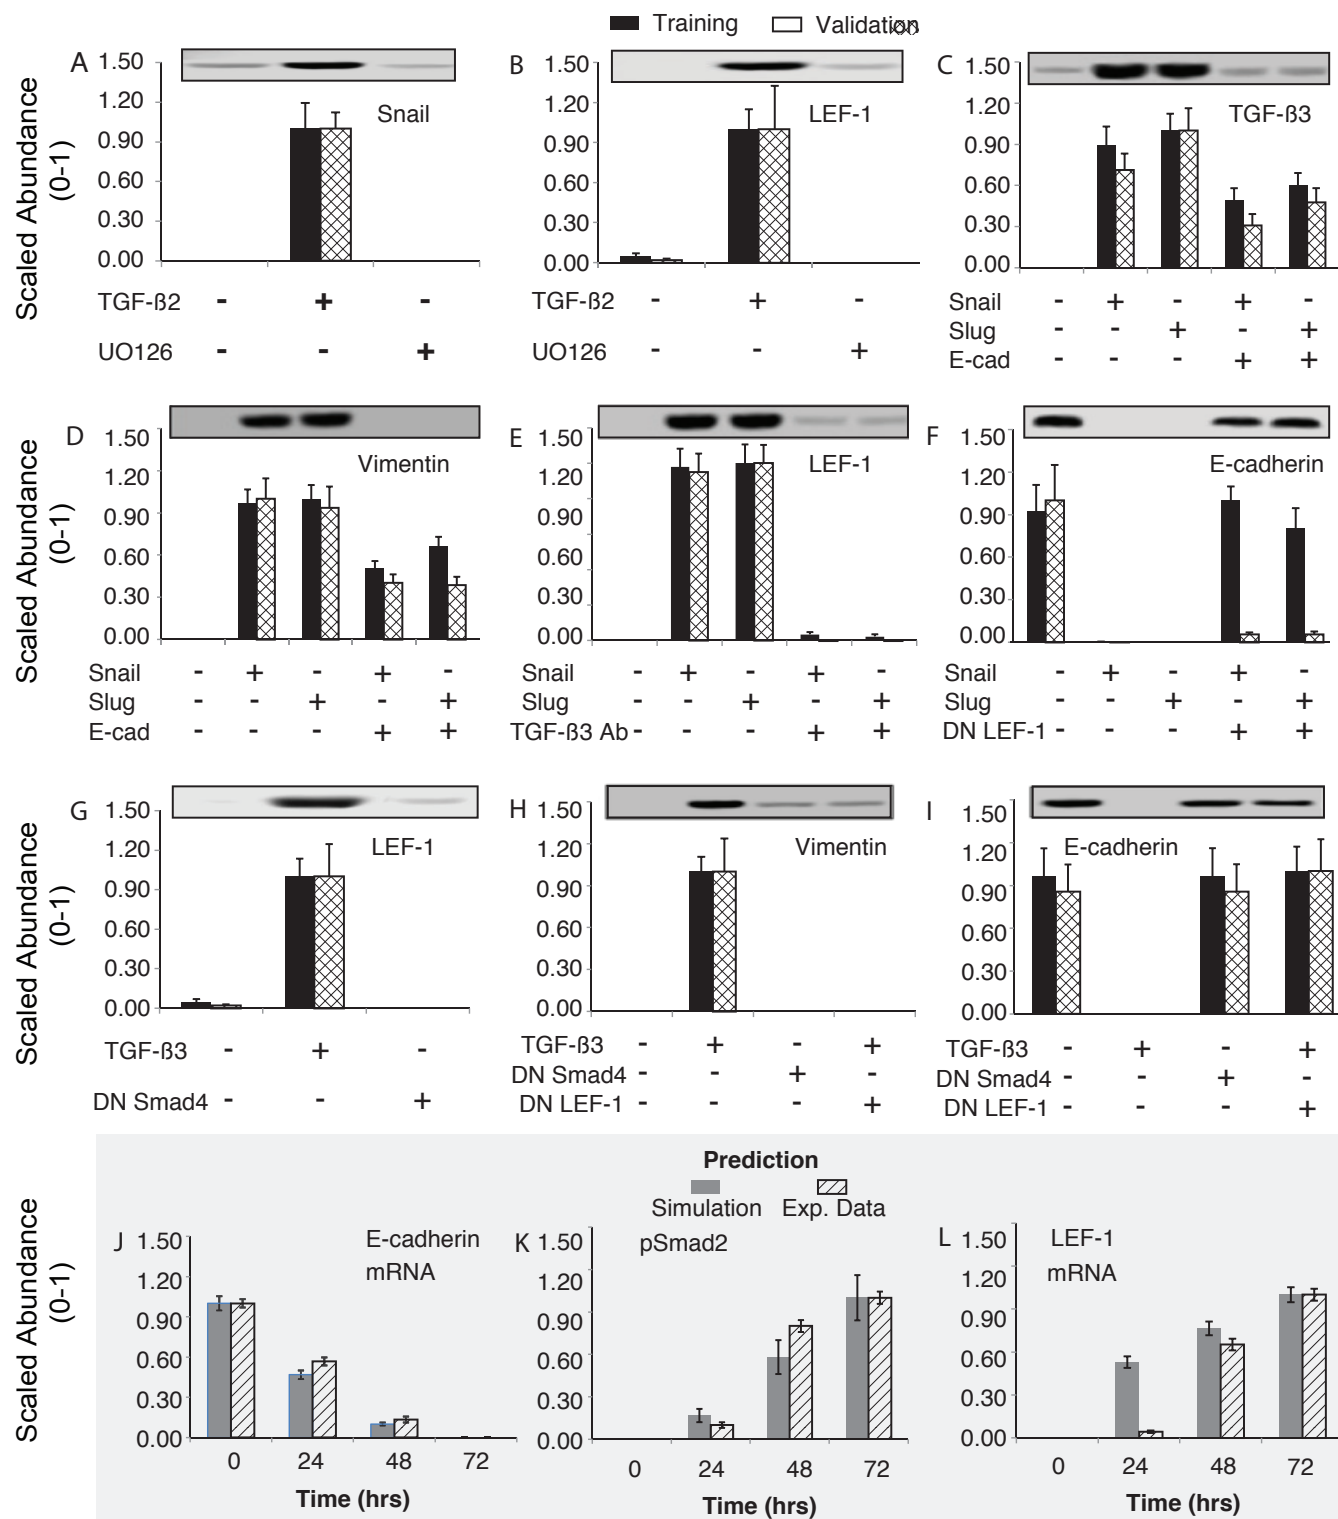 Training Validation
A 1.50 1.20 0.90 0.60 0.30 0.00 Snail
Scaled Abundance (0-1)
TGF-ß2 - + -
UO126 - - +
B 1.50 1.20 0.90 0.60 0.30 0.00 LEF-1
TGF-ß2 - + -
UO126 - - +
C 1.50 1.20 0.90 0.60 0.30 0.00 TGF-ß3
Snail - + - + -
Slug - - + - +
E-cad - - - + +
D 1.50 1.20 0.90 0.60 0.30 0.00 Vimentin
Scaled Abundance (0-1)
Snail - + - + -
Slug - - + - +
E-cad - - - + +
E 1.50 1.20 0.90 0.60 0.30 0.00 LEF-1
Snail - + - + -
Slug - - + - +
TGF-ß3 Ab - - - + +
F 1.50 1.20 0.90 0.60 0.30 0.00 E-cadherin
Snail - + - + -
Slug - - + - +
DN LEF-1 - - - + +
G 1.50 1.20 0.90 0.60 0.30 0.00 LEF-1
Scaled Abundance (0-1)
TGF-ß3 - + -
DN Smad4 - - +
H 1.50 1.20 0.90 0.60 0.30 0.00 Vimentin
TGF-ß3 - + - +
DN Smad4 - - + -
DN LEF-1 - - - +
I 1.50 1.20 0.90 0.60 0.30 0.00 E-cadherin
TGF-ß3 - + - +
DN Smad4 - - + -
DN LEF-1 - - - +
Prediction
Simulation Exp. Data
J 1.50 1.20 0.90 0.60 0.30 0.00 E-cadherin
mRNA
Scaled Abundance (0-1)
0 24 48 72
Time (hrs)
K 1.50 1.20 0.90 0.60 0.30 0.00 pSmad2
0 24 48 72
Time (hrs)
L 1.50 1.20 0.90 0.60 0.30 0.00 LEF-1
mRNA
0 24 48 72
Time (hrs)